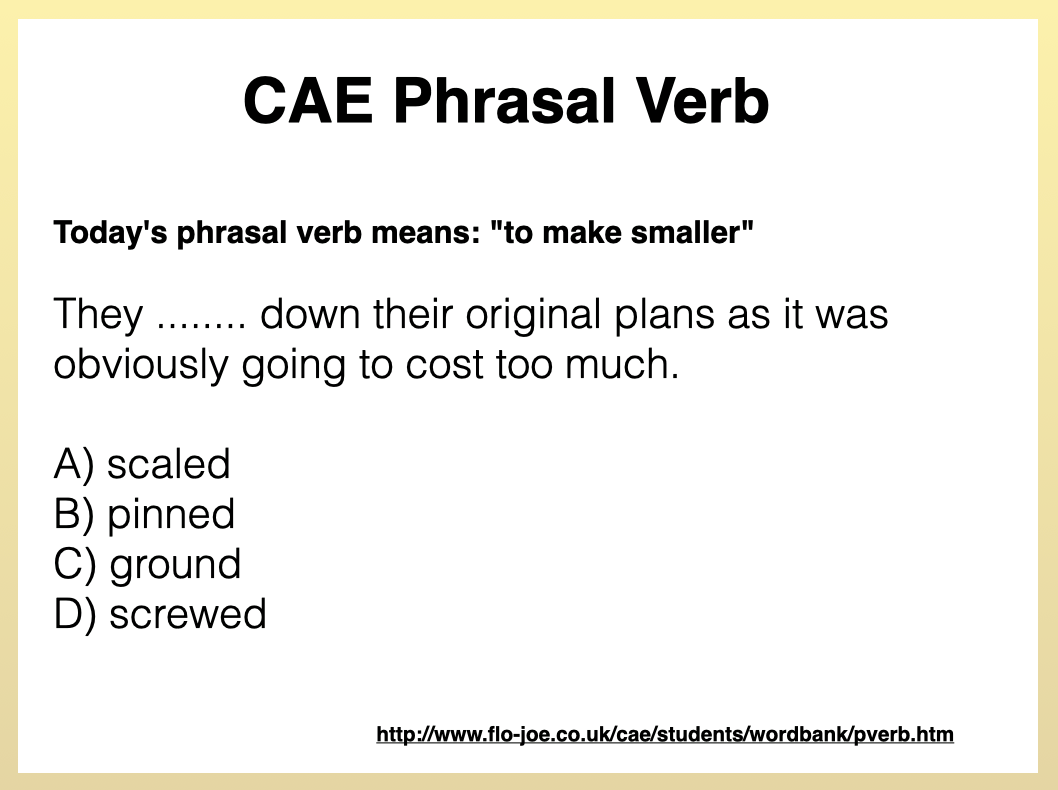 CAE Phrasal Verb
Today's phrasal verb means: "to make smaller"
They ........ down their original plans as it was
obviously going to cost too much.
A) scaled
B) pinned
C) ground
D) screwed
http://www.flo-joe.co.uk/cae/students/wordbank/pverb.htm